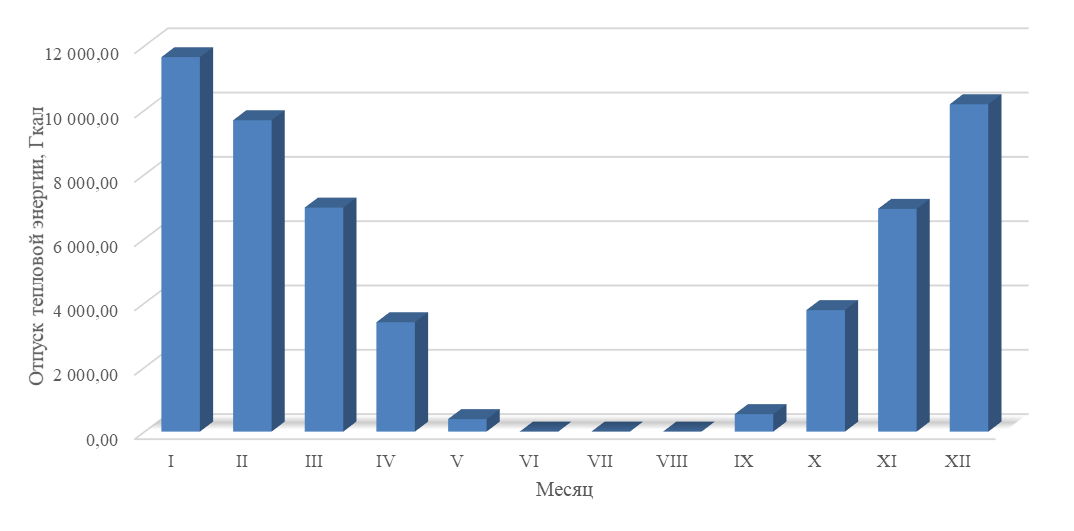 Отпуск тепловой энергии, Гкал
12 000,00
10 000,00
8 000,00
6 000,00
4 000,00
2 000,00
0,00
I II III IV V VI VII VIII IX X XI XII
Месяц